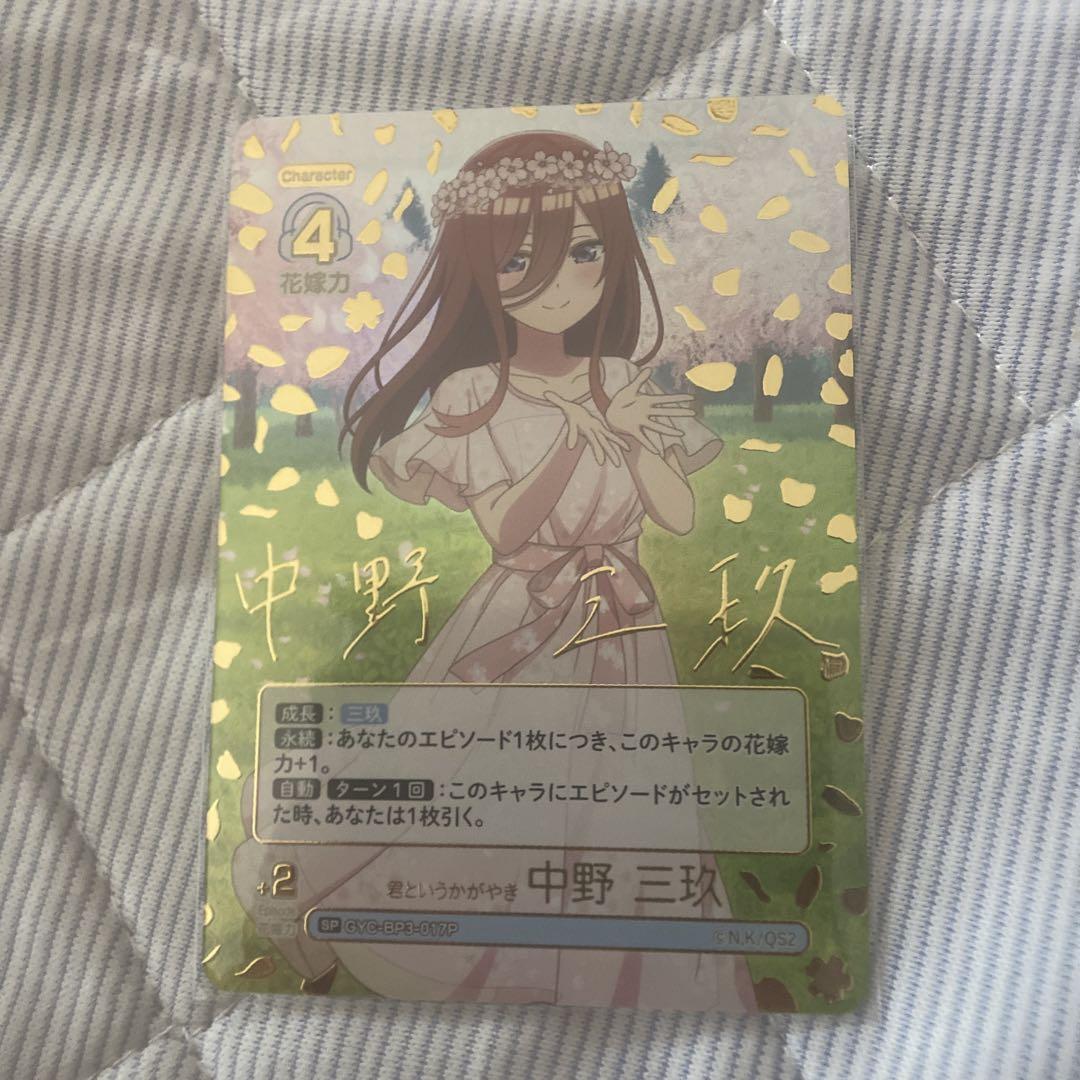 Character
4
花嫁力
中野 三玖
成長：三玖
永続：あなたのエピソード1枚につき、このキャラの花嫁
力+1。
自動 ターン1回：このキャラにエピソードがセットされ
た時、あなたは1枚引く。
+2
Episode
花嫁力
君というかがやき 中野 三玖
SP GYC-BP3-017P
©N,K/QS2